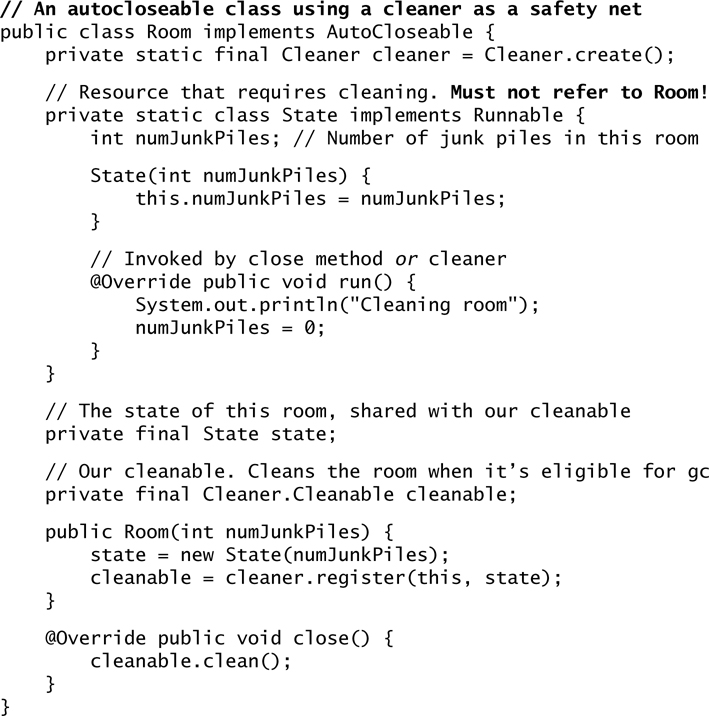 // An autocloseable class using a cleaner as a safety net
public class Room implements AutoCloseable {
    private static final Cleaner cleaner = Cleaner.create();

    // Resource that requires cleaning. Must not refer to Room!
    private static class State implements Runnable {
        int numJunkPiles; // Number of junk piles in this room

        State(int numJunkPiles) {
            this.numJunkPiles = numJunkPiles;
        }

        // Invoked by close method or cleaner
        @Override public void run() {
            System.out.println("Cleaning room");
            numJunkPiles = 0;
        }
    }

    // The state of this room, shared with our cleanable
    private final State state;

    // Our cleanable. Cleans the room when it’s eligible for gc
    private final Cleaner.Cleanable cleanable;

    public Room(int numJunkPiles) {
        state = new State(numJunkPiles);
        cleanable = cleaner.register(this, state);
    }

    @Override public void close() {
        cleanable.clean();
    }
}